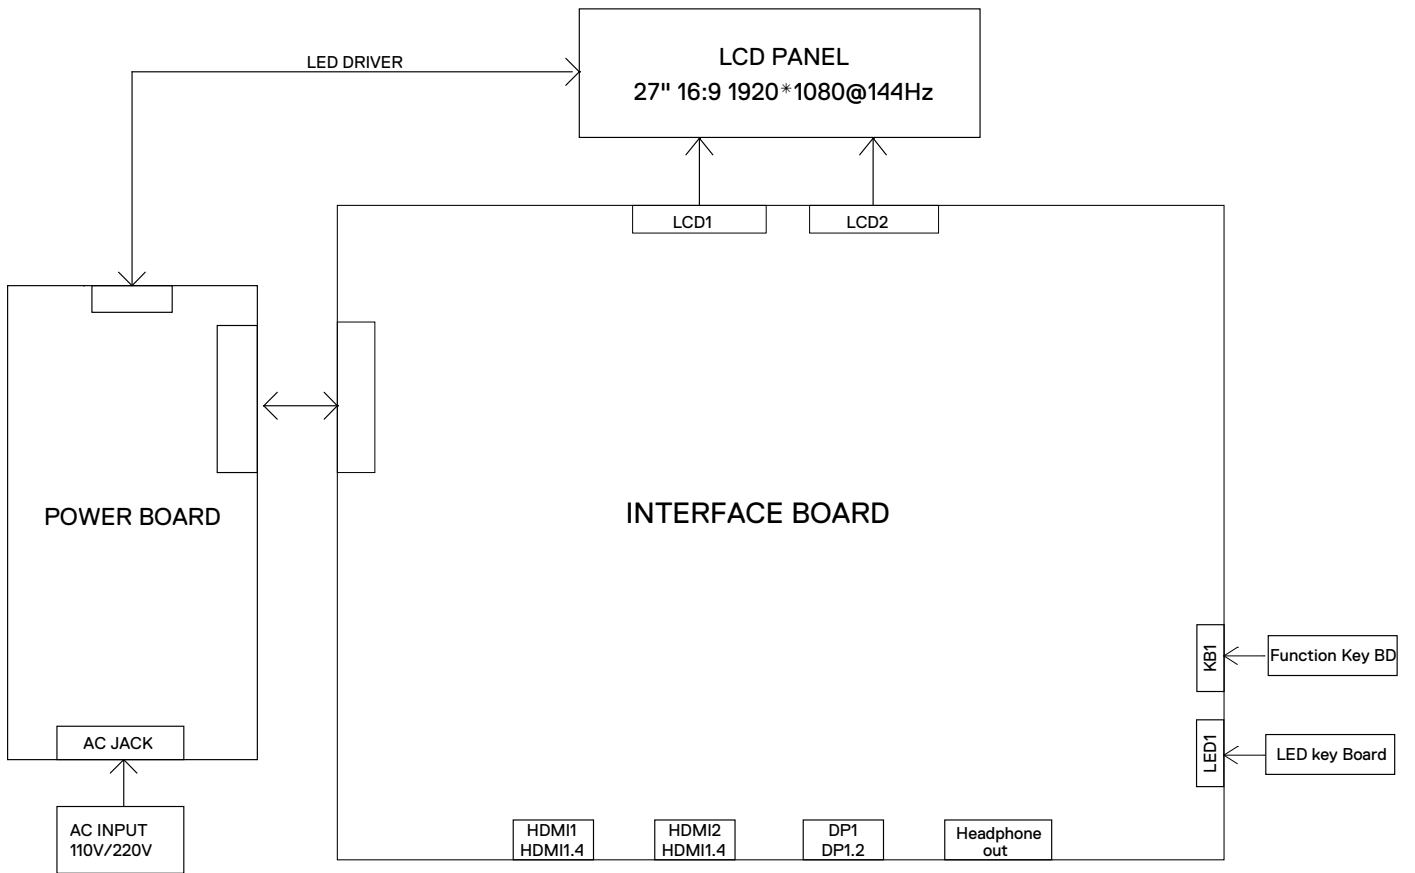 LED DRIVER
LCD PANEL
27" 16:9 1920*1080@144Hz
LCD1
LCD2
POWER BOARD
INTERFACE BOARD
KB1
Function Key BD
LED1
LED key Board
AC JACK
AC INPUT
110V/220V
HDMI1
HDMI1.4
HDMI2
HDMI1.4
DP1
DP1.2
Headphone
out